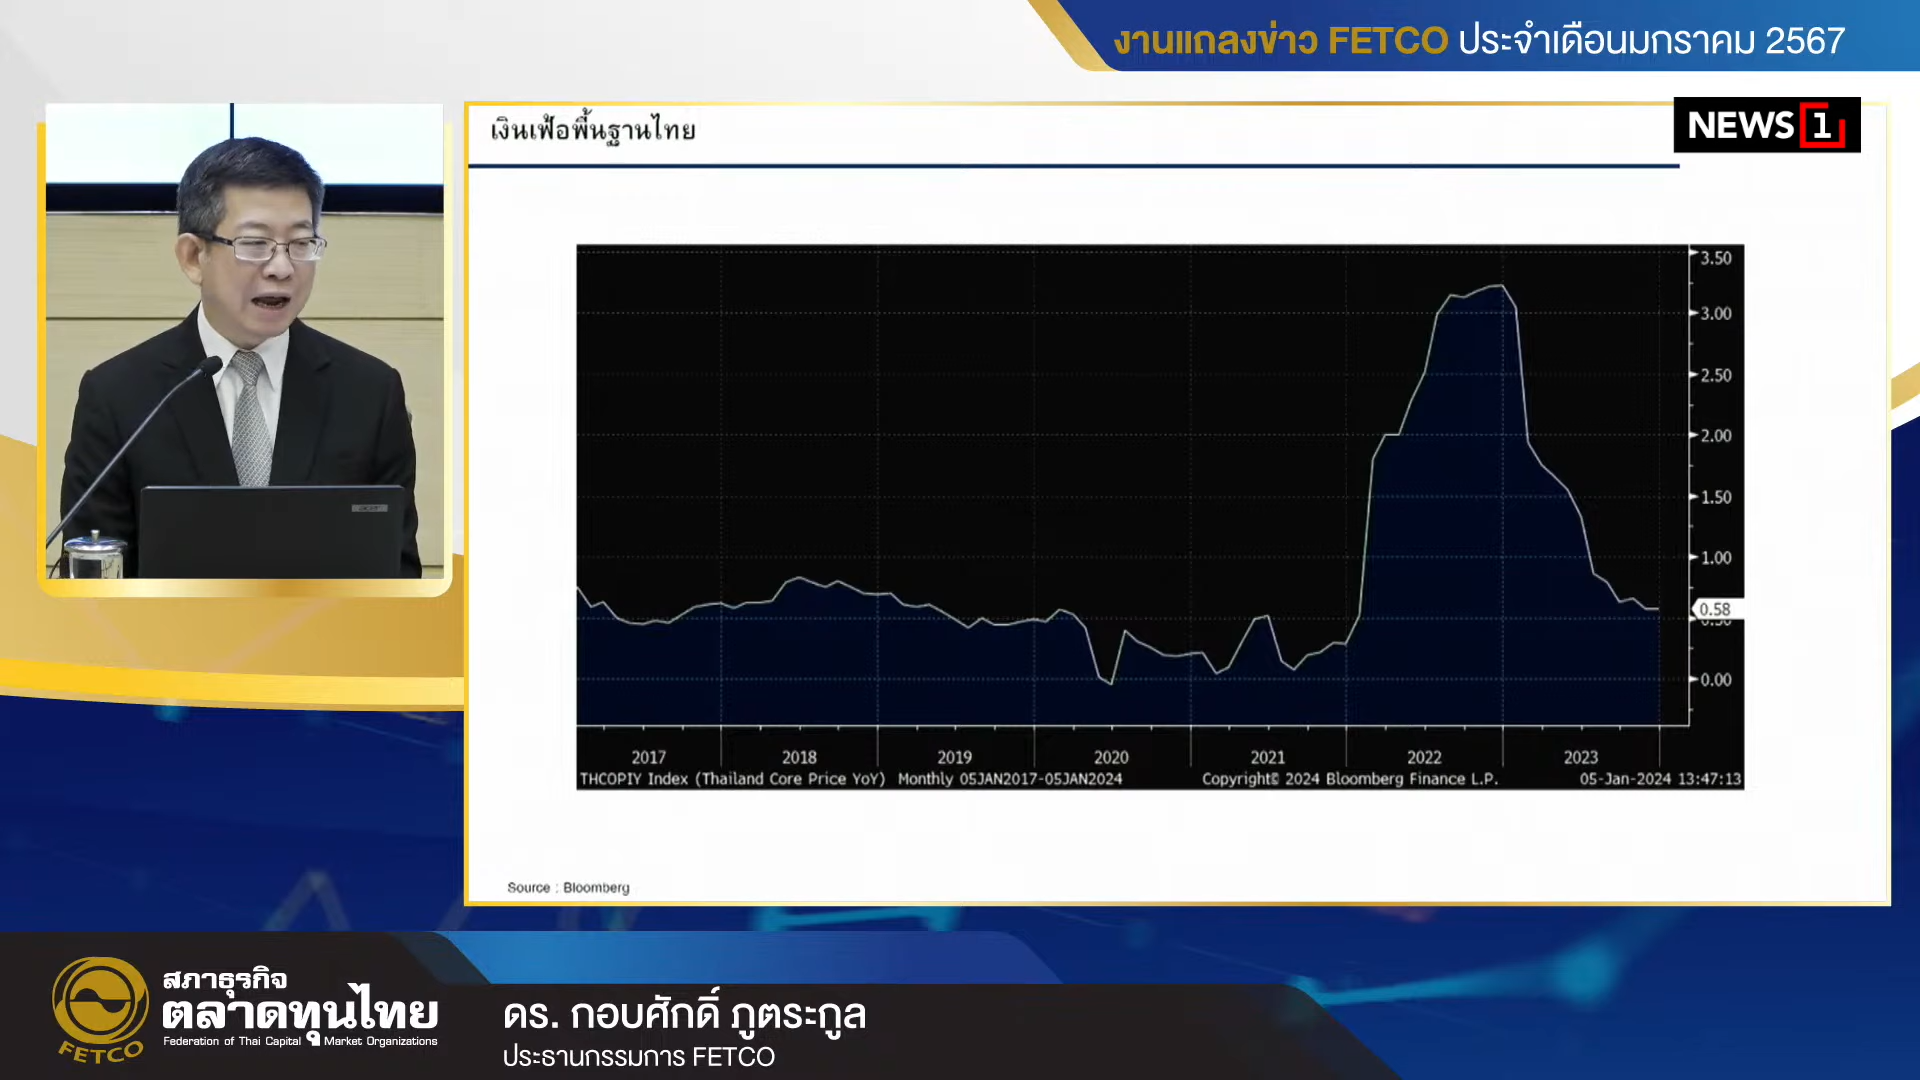 งานแถลงข่าว FETCO ประจำเดือนมกราคม 2567
NEWS 1
เงินเฟ้อพื้นฐานไทย
3.50
3.00
2.50
2.00
1.50
1.00
0.58
0.50
0.00
2017 2018 2019 2020 2021 2022 2023
THCOPIY Index (Thailand Core Price YoY) Monthly 05JAN2017-05JAN2024 Copyright© 2024 Bloomberg Finance L.P. 05-Jan-2024 13:47:13
Source : Bloomberg
acer
สภาธุรกิจ
ตลาดทุนไทย
Federation of Thai Capital Market Organizations
FETCO
ดร. กอบศักดิ์ ภูตระกูล
ประธานกรรมการ FETCO